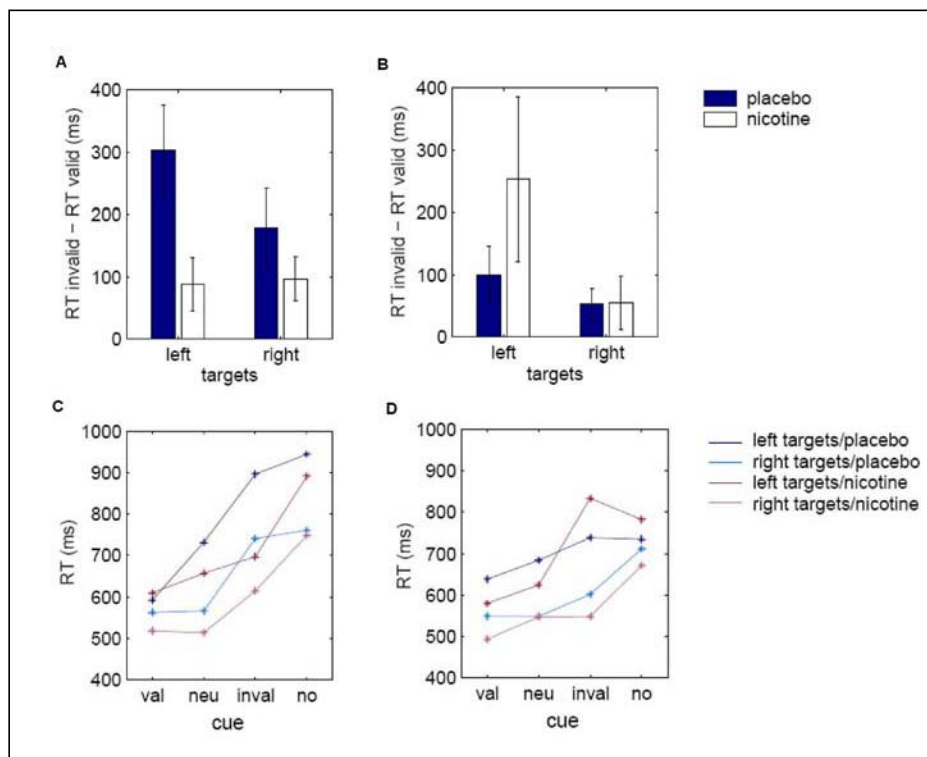 A
RT invalid – RT valid (ms)
400
300
200
100
0
left right
targets
B
RT invalid – RT valid (ms)
400
300
200
100
0
left right
targets
placebo
nicotine
C
RT (ms)
1000
900
800
700
600
500
400
val neu inval no
cue
D
RT (ms)
1000
900
800
700
600
500
400
val neu inval no
cue
left targets/placebo
right targets/placebo
left targets/nicotine
right targets/nicotine